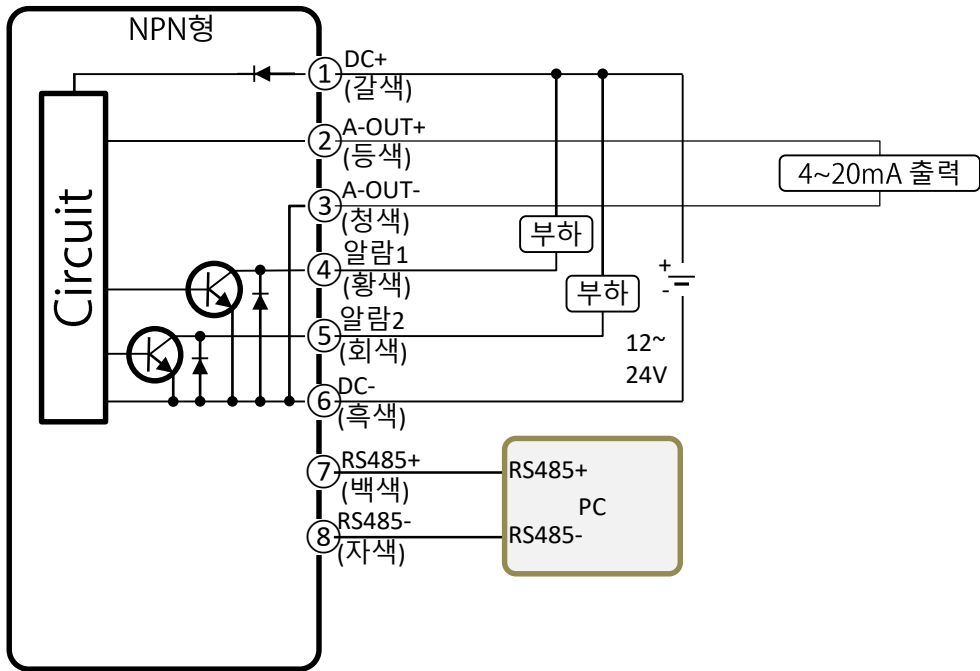 NPN형
Circuit
① DC+
(갈색)
② A-OUT+
(등색)
③ A-OUT-
(청색)
④ 알람1
(황색)
⑤ 알람2
(회색)
⑥ DC-
(흑색)
⑦ RS485+
(백색)
⑧ RS485-
(자색)
부하
부하
4~20mA 출력
+
-
12~
24V
RS485+
PC
RS485-